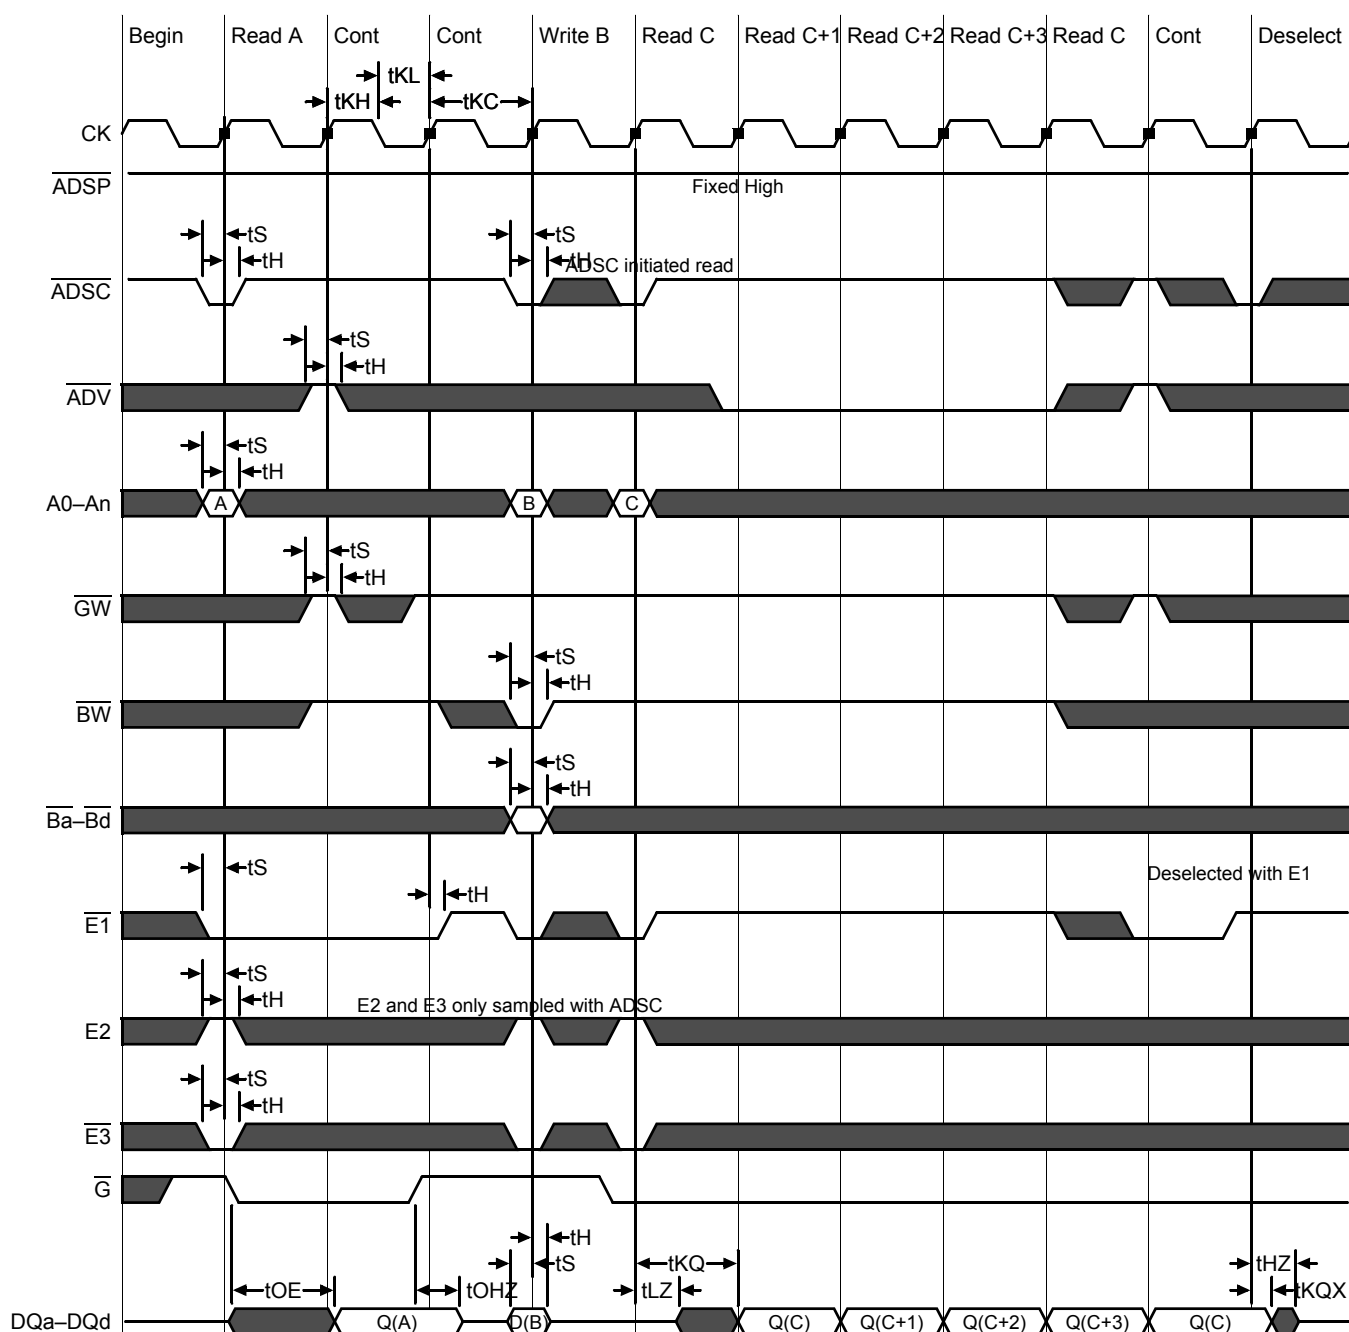 Begin Read A Cont Cont Write B Read C Read C+1 Read C+2 Read C+3 Read C Cont Deselect
tKL
tKH tKC
CK
ADSP
Fixed High
tS tS
tH tH
ADSC initiated read
ADSC
tS
tH
ADV
tS
tH
A0–An A B C
tS
tH
GW
tS
tH
BW
tS
tH
Ba–Bd
tS Deselected with E1
tH
E1
tS
tH
E2 and E3 only sampled with ADSC
E2
tS
tH
E3
G
tH
tS tKQ tHZ
tOE tOHZ tLZ tKQX
DQa–DQd Q(A) D(B) Q(C) Q(C+1) Q(C+2) Q(C+3) Q(C)